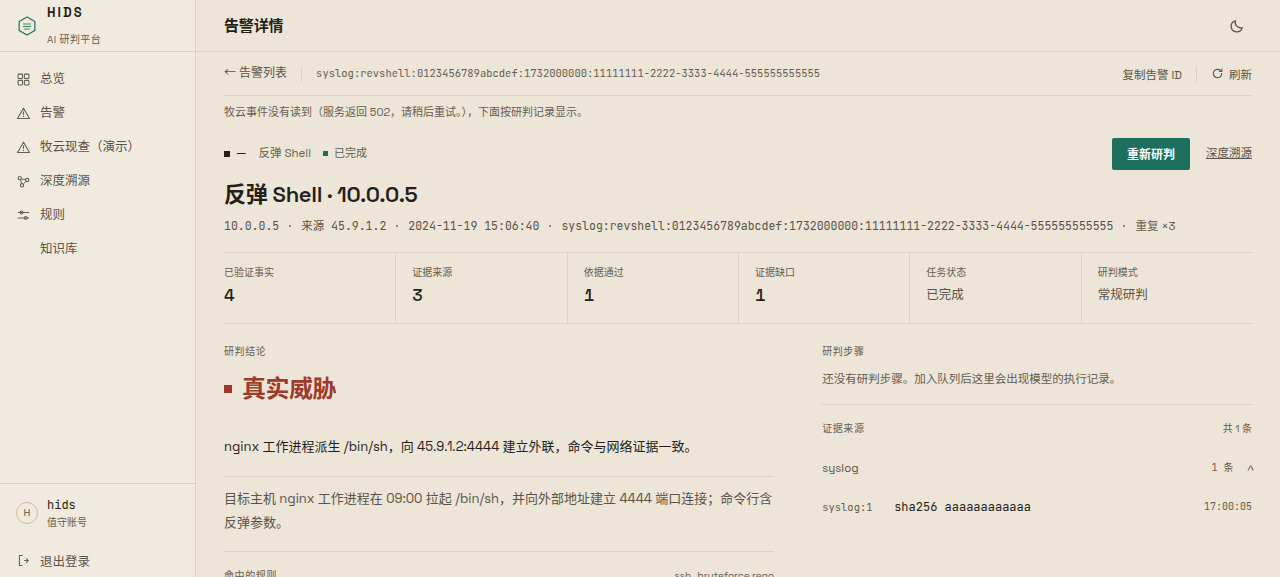 HIDS
AI 研判平台
总览
告警
牧云现查（演示）
深度溯源
规则
知识库
H
hids
值守账号
退出登录
告警详情
← 告警列表
syslog:revshell:0123456789abcdef:1732000000:11111111-2222-3333-4444-555555555555
复制告警 ID
刷新
牧云事件没有读到（服务返回 502，请稍后重试。），下面按研判记录显示。
— 反弹 Shell 已完成
重新研判
深度溯源
反弹 Shell · 10.0.0.5
10.0.0.5 · 来源 45.9.1.2 · 2024-11-19 15:06:40 · syslog:revshell:0123456789abcdef:1732000000:11111111-2222-3333-4444-555555555555 · 重复 ×3
已验证事实
4
证据来源
3
依据通过
1
证据缺口
1
任务状态
已完成
研判模式
常规研判
研判结论
真实威胁
nginx 工作进程派生 /bin/sh，向 45.9.1.2:4444 建立外联，命令与网络证据一致。
目标主机 nginx 工作进程在 09:00 拉起 /bin/sh，并向外部地址建立 4444 端口连接；命令行含
反弹参数。
命中的规则
ssh_bruteforce.rego
研判步骤
还没有研判步骤。加入队列后这里会出现模型的执行记录。
证据来源
共 1 条
syslog
1 条
syslog:1 sha256 aaaaaaaaaaaa 17:00:05